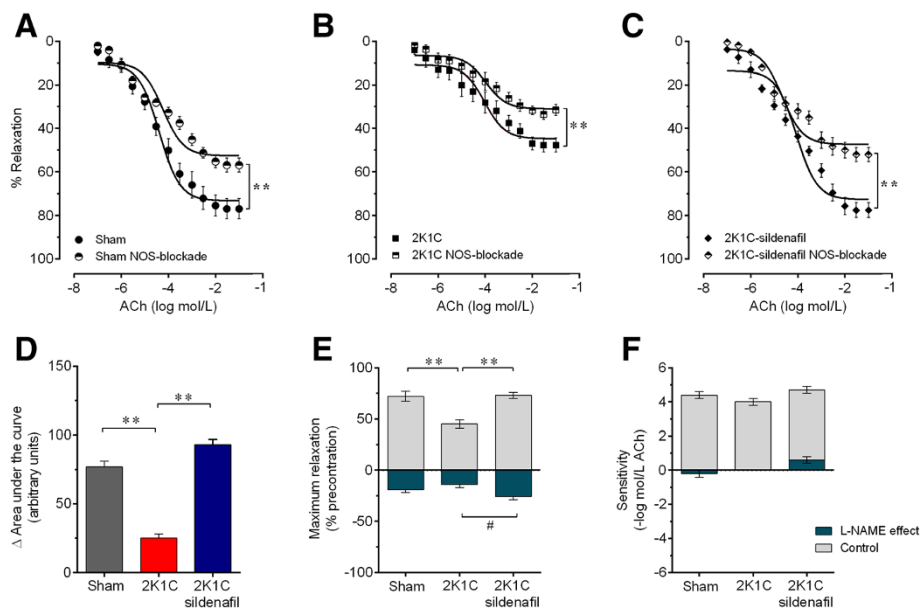 A
B
C
% Relaxation
0
20
40
60
80
100
**
Sham
Sham NOS-blockade
-8 -7 -6 -5 -4 -3 -2 -1
ACh (log mol/L)
0
20
40
60
80
100
**
2K1C
2K1C NOS-blockade
-8 -7 -6 -5 -4 -3 -2 -1
ACh (log mol/L)
0
20
40
60
80
100
**
2K1C-sildenafil
2K1C-sildenafil NOS-blockade
-8 -7 -6 -5 -4 -3 -2 -1
ACh (log mol/L)
D
E
F
Δ Area under the curve
(arbitrary units)
150
100
50
0
**
**
Sham 2K1C 2K1C
sildenafil
Maximum relaxation
(% precontration)
100
50
0
-50
-100
**
**
#
Sham 2K1C 2K1C
sildenafil
Sensitivity
(-log mol/L ACh)
6
4
2
0
-2
-4
-6
L-NAME effect
Control
Sham 2K1C 2K1C
sildenafil